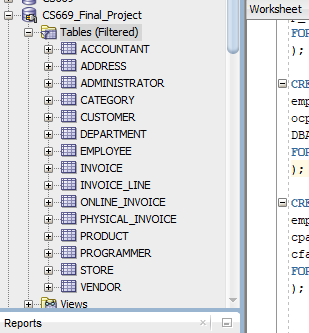 CS669
CS669_Final_Project
Tables (Filtered)
ACCOUNTANT
ADDRESS
ADMINISTRATOR
CATEGORY
CUSTOMER
DEPARTMENT
EMPLOYEE
INVOICE
INVOICE_LINE
ONLINE_INVOICE
PHYSICAL_INVOICE
PRODUCT
PROGRAMMER
STORE
VENDOR
Views
Reports
Worksheet
FOR
);
CRE
emp
ocp
DBA
FOR
);
CRE
emp
cpa
cfa
FOR
);